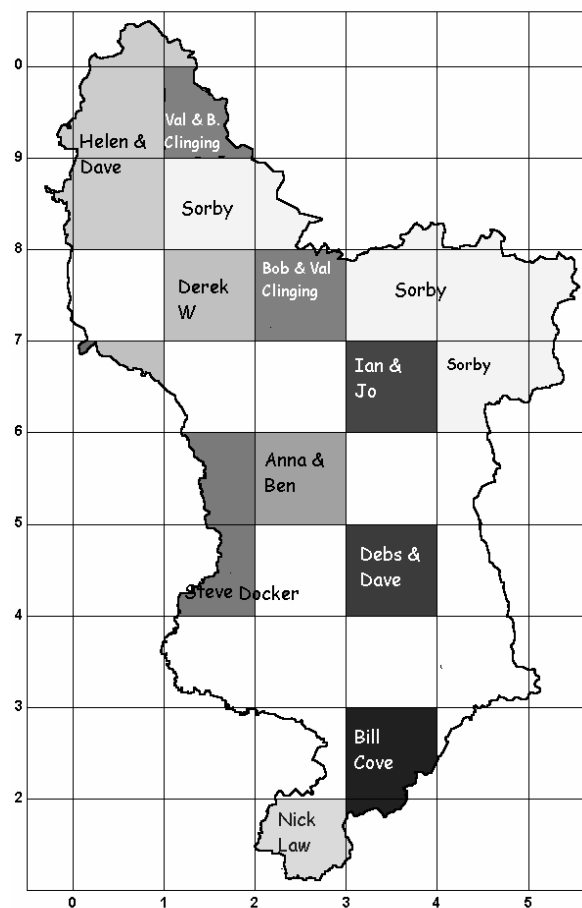 0
Val & B.
Clinging
Helen &
Dave
9
Sorby
8
Bob & Val
Clinging
Derek
W
Sorby
7
Ian &
Jo
Sorby
6
Anna &
Ben
5
Debs &
Dave
Steve Docker
4
3
Bill
Cove
2
Nick
Law
0 1 2 3 4 5